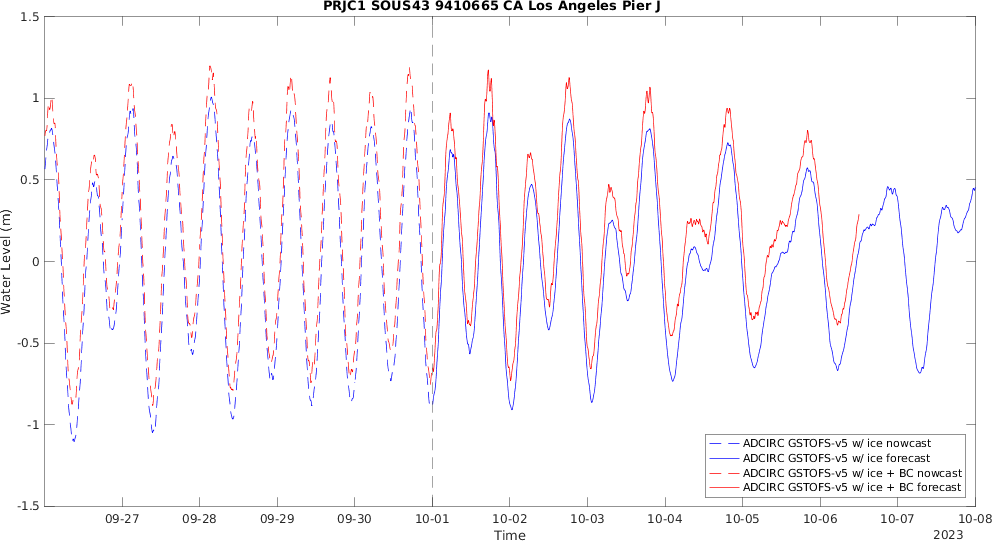 PRJC1 SOUS43 9410665 CA Los Angeles Pier J
1.5
1
0.5
0
-0.5
-1
-1.5
Water Level (m)
ADCIRC GSTOFS-v5 w/ ice nowcast
ADCIRC GSTOFS-v5 w/ ice forecast
ADCIRC GSTOFS-v5 w/ ice + BC nowcast
ADCIRC GSTOFS-v5 w/ ice + BC forecast
09-27 09-28 09-29 09-30 10-01 10-02 10-03 10-04 10-05 10-06 10-07 10-08
Time
2023